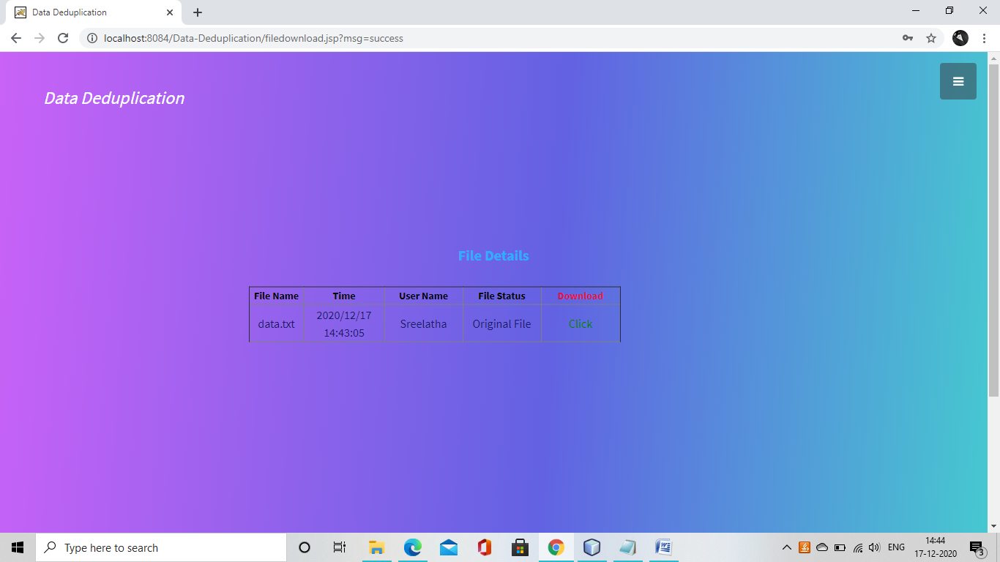 Data Deduplication
localhost:8084/Data-Deduplication/filedownload.jsp?msg=success
Data Deduplication
File Details
File Name Time User Name File Status Download
data.txt 2020/12/17 14:43:05 Sreelatha Original File Click
Type here to search
ENG
14:44
17-12-2020
3